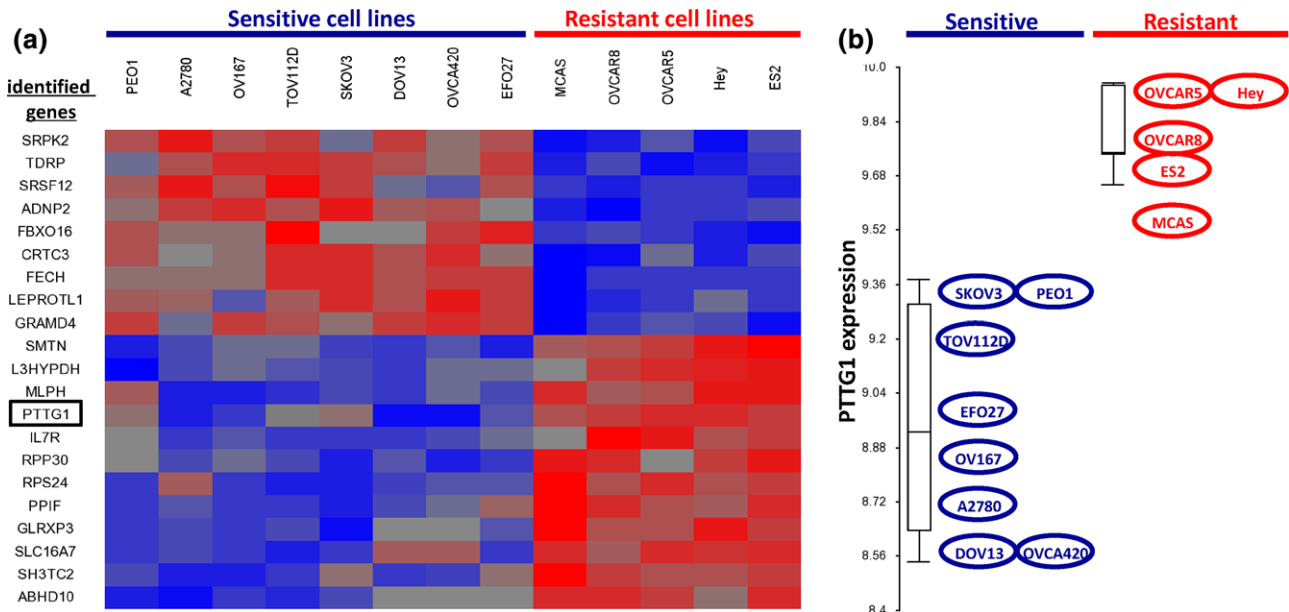 Sensitive cell lines
Resistant cell lines
(a)
identified
genes
PEO1
A2780
OV167
TOV112D
SKOV3
DOV13
OVCA420
EFO27
MCAS
OVCAR8
OVCAR5
Hey
ES2
SRPK2
TDRP
SRSF12
ADNP2
FBXO16
CRTC3
FECH
LEPROTL1
GRAMD4
SMTN
L3HYPDH
MLPH
PTTG1
IL7R
RPP30
RPS24
PPIF
GLRXP3
SLC16A7
SH3TC2
ABHD10
(b)
Sensitive
Resistant
PTTG1 expression
10.0
9.84
9.68
9.52
9.36
9.2
9.04
8.88
8.72
8.56
8.4
OVCAR5 Hey
OVCAR8
ES2
MCAS
SKOV3 PEO1
TOV112D
EFO27
OV167
A2780
DOV13 OVCA420